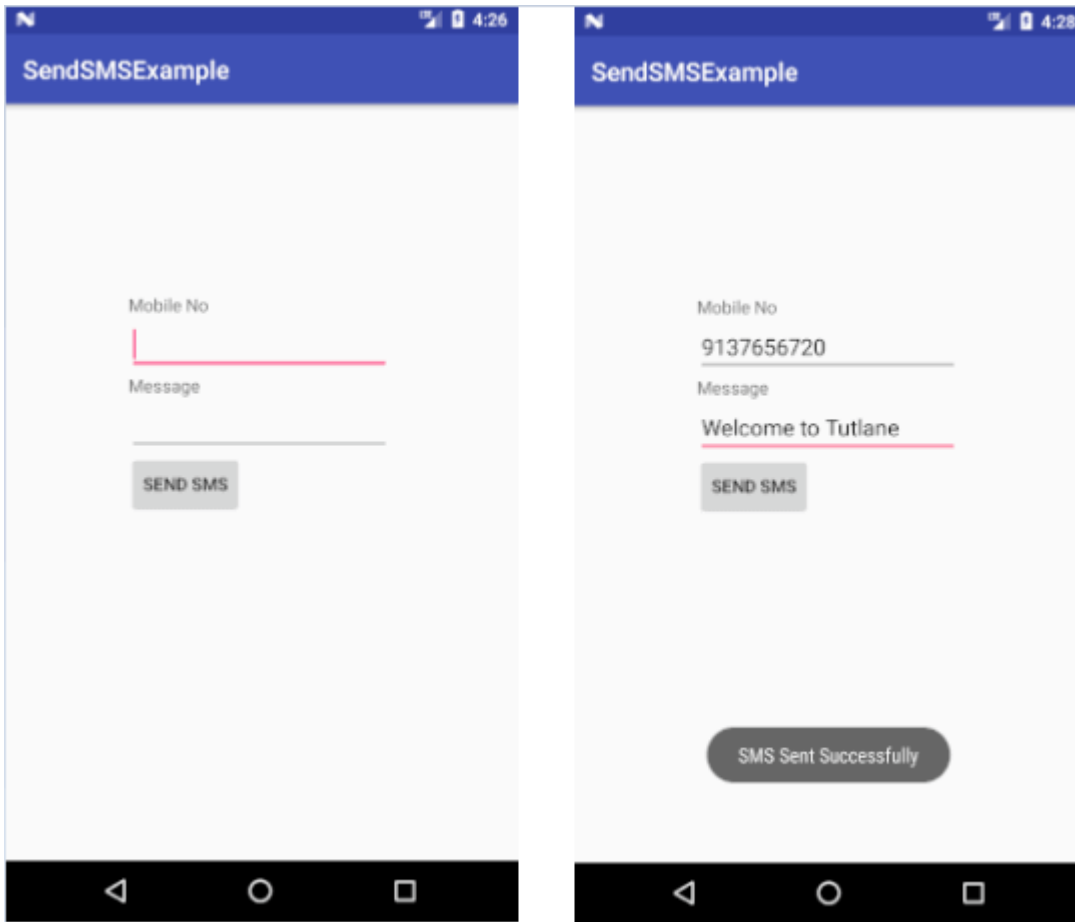 4:26
SendSMSExample
Mobile No
Message
SEND SMS
4:28
SendSMSExample
Mobile No
9137656720
Message
Welcome to Tutlane
SEND SMS
SMS Sent Successfully